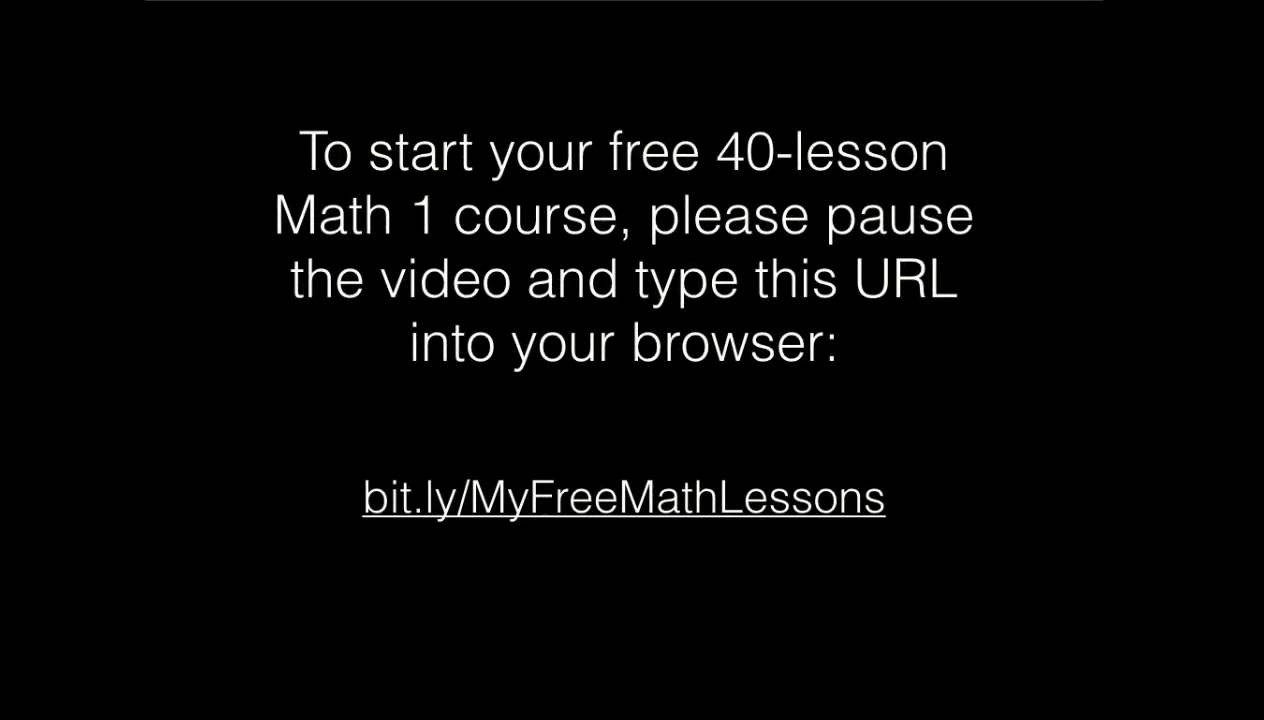 To start your free 40-lesson
Math 1 course, please pause
the video and type this URL
into your browser:
bit.ly/MyFreeMathLessons